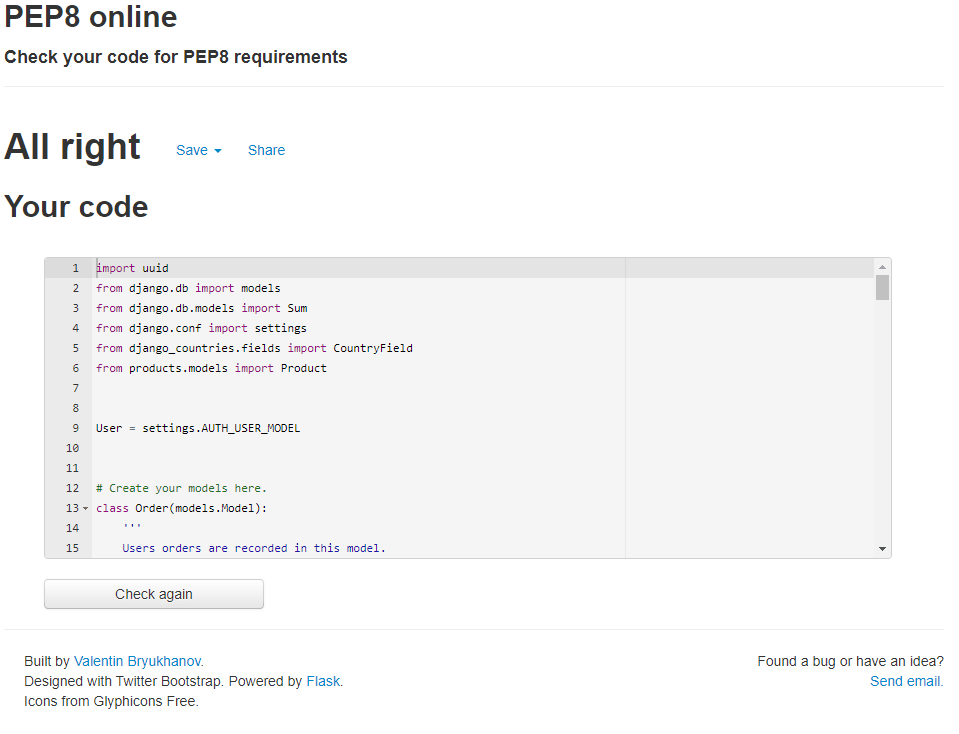 PEP8 online
Check your code for PEP8 requirements
All right Save Share
Your code
1 import uuid
2 from django.db import models
3 from django.db.models import Sum
4 from django.conf import settings
5 from django_countries.fields import CountryField
6 from products.models import Product
7
8
9 User = settings.AUTH_USER_MODEL
10
11
12 # Create your models here.
13 class Order(models.Model):
14 '''
15 Users orders are recorded in this model.
Check again
Built by Valentin Bryukhanov. Found a bug or have an idea?
Designed with Twitter Bootstrap. Powered by Flask. Send email.
Icons from Glyphicons Free.